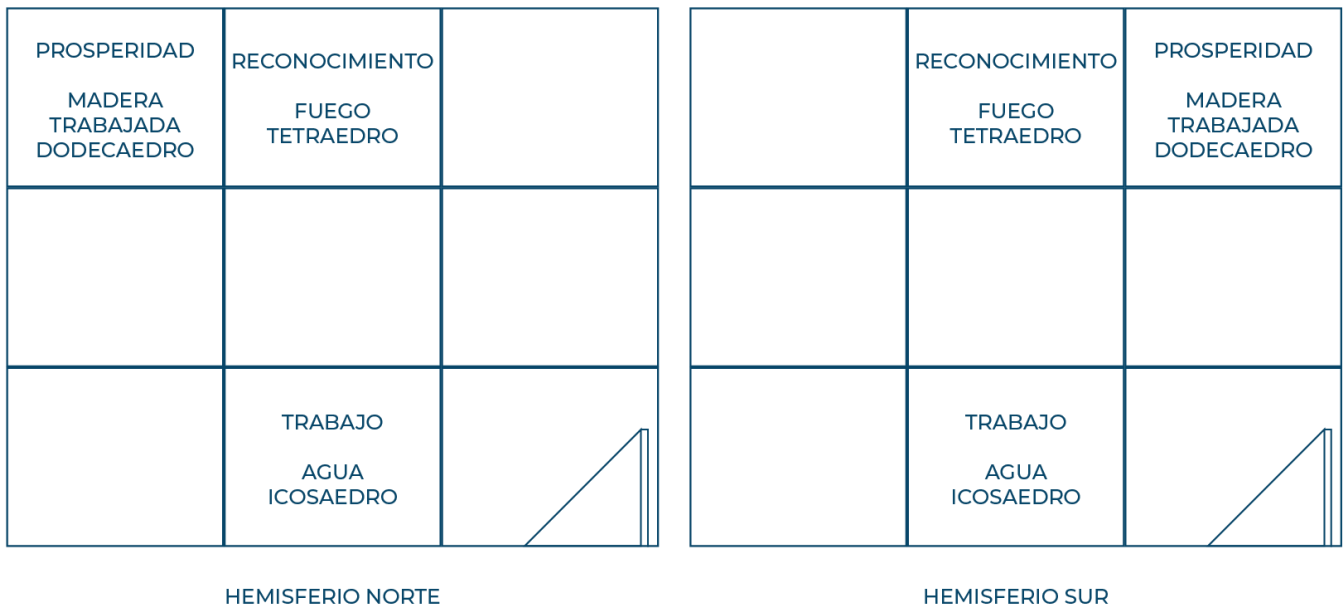 PROSPERIDAD
MADERA
TRABAJADA
DODECAEDRO
RECONOCIMIENTO
FUEGO
TETRAEDRO
TRABAJO
AGUA
ICOSAEDRO
HEMISFERIO NORTE
RECONOCIMIENTO
FUEGO
TETRAEDRO
PROSPERIDAD
MADERA
TRABAJADA
DODECAEDRO
TRABAJO
AGUA
ICOSAEDRO
HEMISFERIO SUR